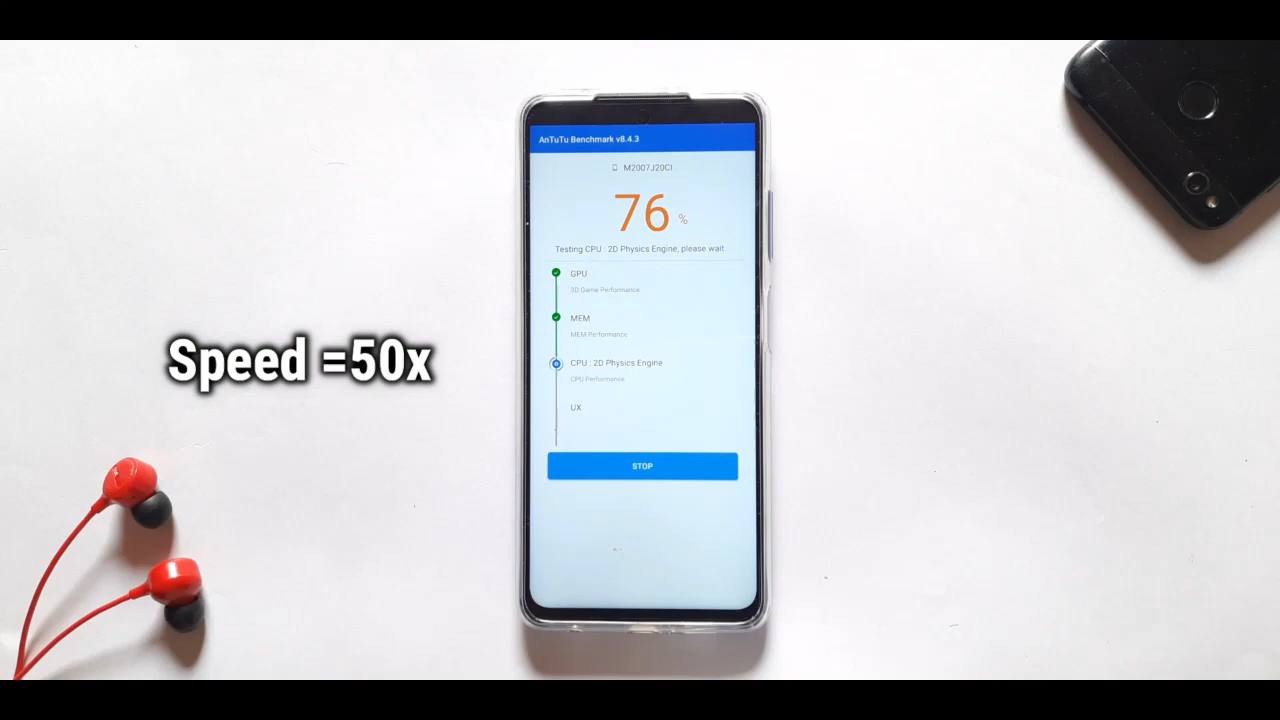 AnTuTu Benchmark v8.4.3
M2007J20CI
76 %
Testing CPU : 2D Physics Engine, please wait.
GPU
3D Game Performance
MEM
MEM Performance
Speed =50x
CPU : 2D Physics Engine
CPU Performance
UX
STOP